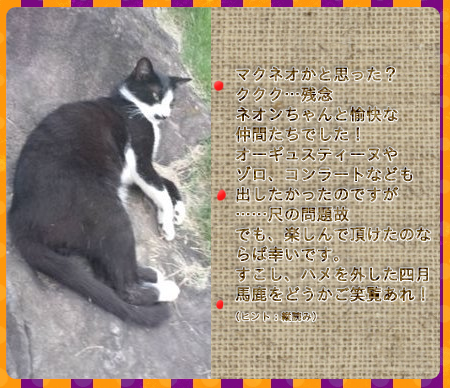 マクネオかと思った？
ククク…残念
ネオンちゃんと愉快な
仲間たちでした！
オーギュスティーヌや
ゾロ、コンラートなども
出したかったのですが
……尺の問題故
でも、楽しんで頂けたのな
らば幸いです。
すこし、ハメを外した四月
馬鹿をどうかご笑覧あれ！
（ヒント：縦読み）